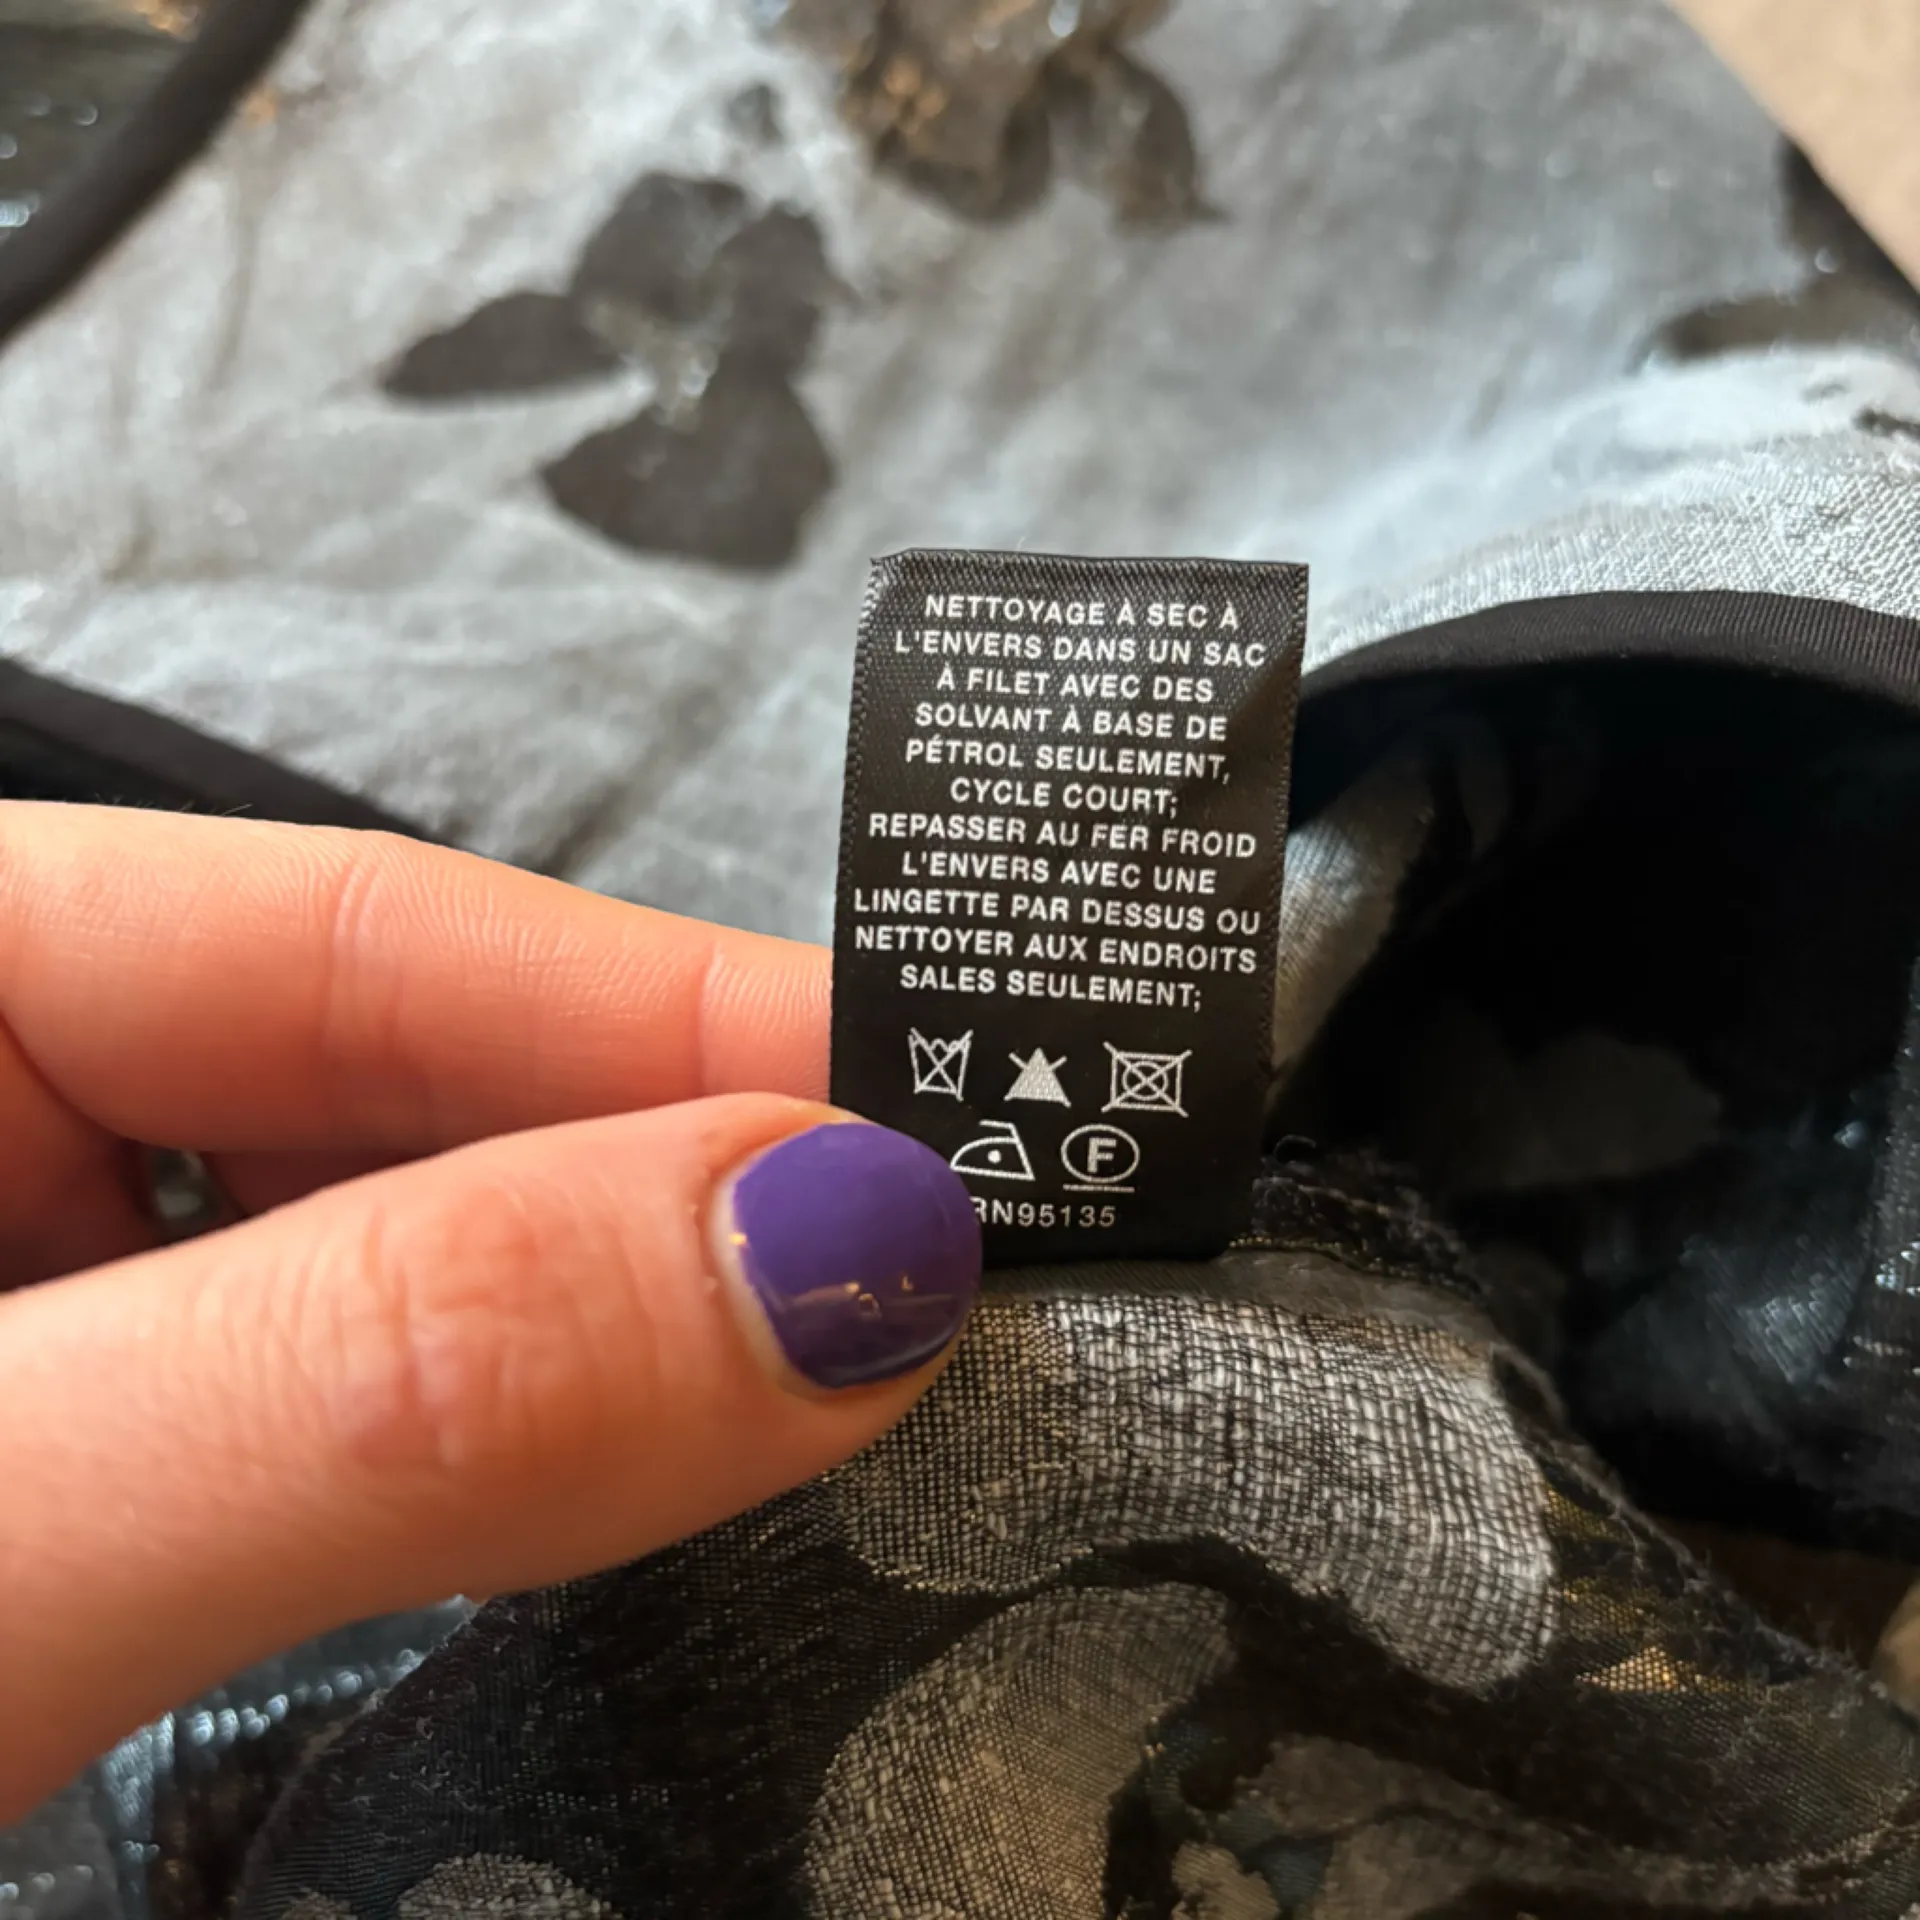 NETTOYAGE À SEC À
L'ENVERS DANS UN SAC
À FILET AVEC DES
SOLVANT À BASE DE
PÉTROL SEULEMENT,
CYCLE COURT;
REPASSER AU FER FROID
L'ENVERS AVEC UNE
LINGETTE PAR DESSUS OU
NETTOYER AUX ENDROITS
SALES SEULEMENT;
F
RN95135